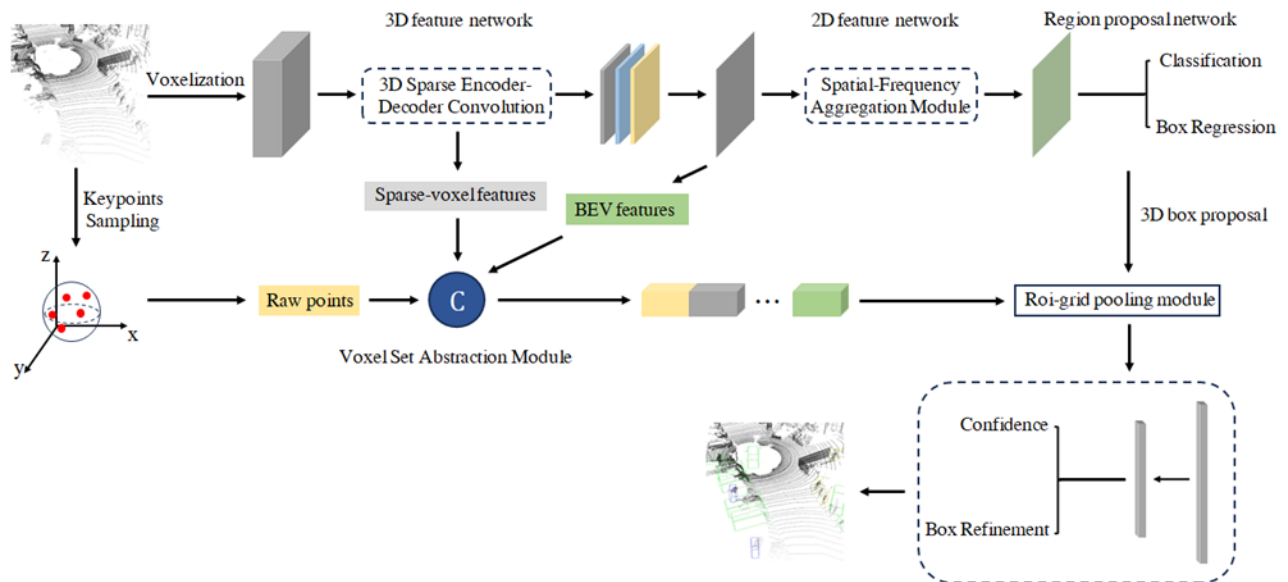 3D feature network
2D feature network
Region proposal network
Voxelization
3D Sparse Encoder-
Decoder Convolution
Spatial-Frequency
Aggregation Module
Classification
Box Regression
Keypoints
Sampling
Sparse-voxel features
BEV features
3D box proposal
z
x
y
Raw points
C
...
Roi-grid pooling module
Voxel Set Abstraction Module
Confidence
Box Refinement